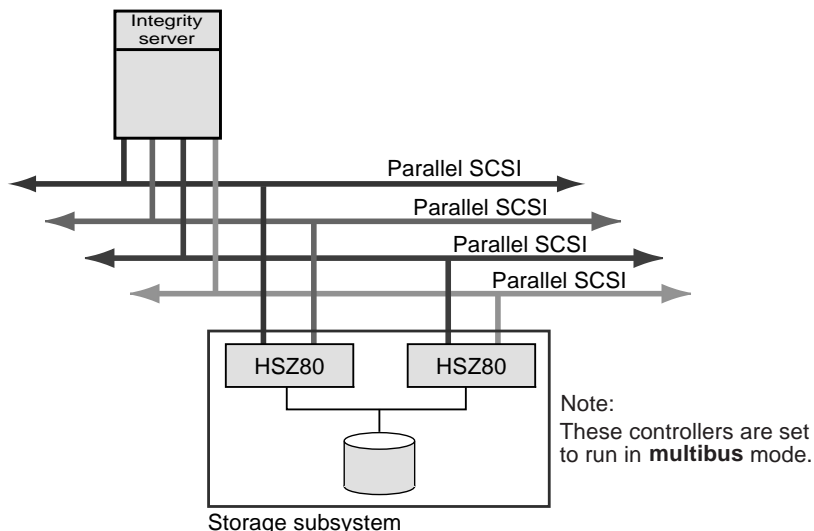 Integrity
server
Parallel SCSI
Parallel SCSI
Parallel SCSI
Parallel SCSI
HSZ80
HSZ80
Note:
These controllers are set
to run in multibus mode.
Storage subsystem